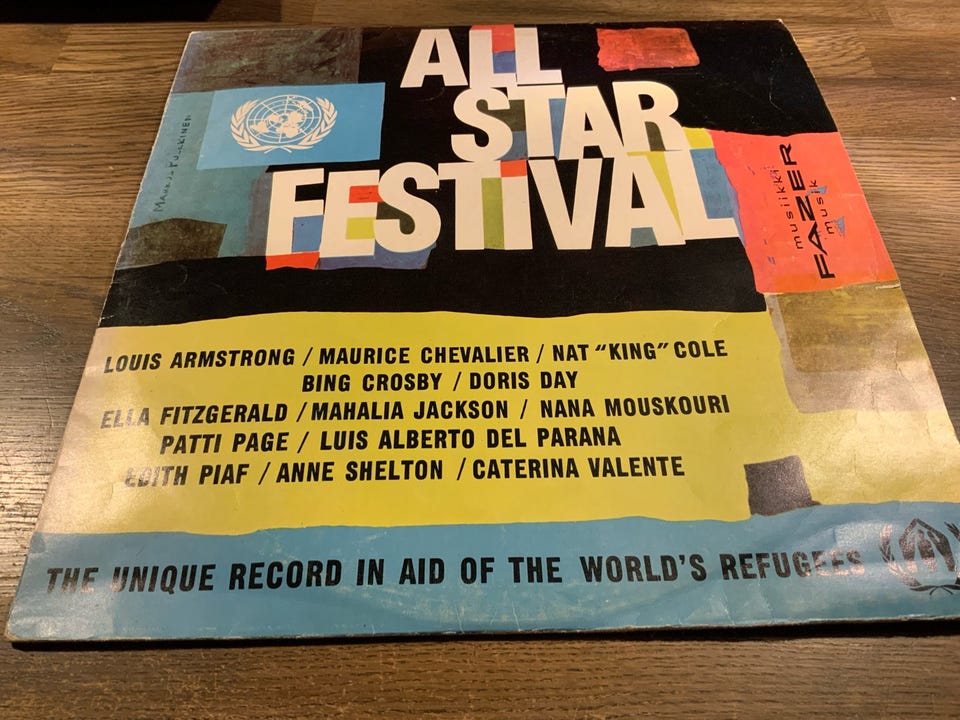 ALL
STAR
FESTIVAL
musiikki
FAZER
musik
LOUIS ARMSTRONG / MAURICE CHEVALIER / NAT "KING" COLE
BING CROSBY / DORIS DAY
ELLA FITZGERALD / MAHALIA JACKSON / NANA MOUSKOURI
PATTI PAGE / LUIS ALBERTO DEL PARANA
EDITH PIAF / ANNE SHELTON / CATERINA VALENTE
THE UNIQUE RECORD IN AID OF THE WORLD'S REFUGEES